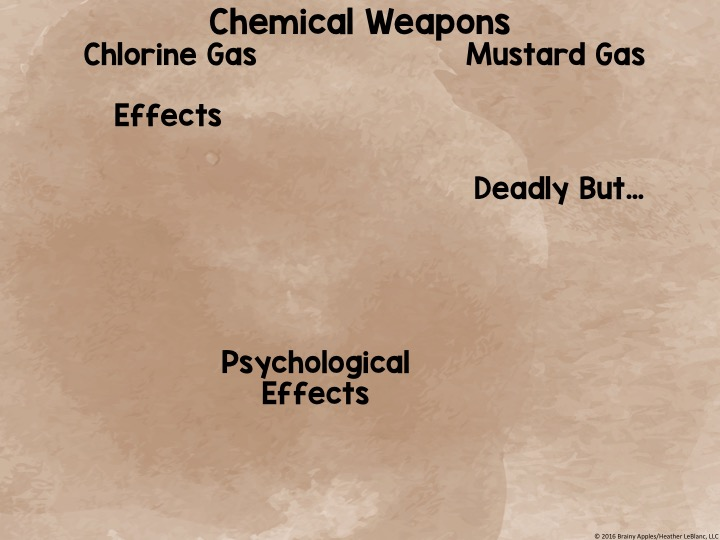 Chemical Weapons
Chlorine Gas
Mustard Gas
Effects
Deadly But...
Psychological
Effects
© 2016 Brainy Apples/Heather LeBlanc, LLC